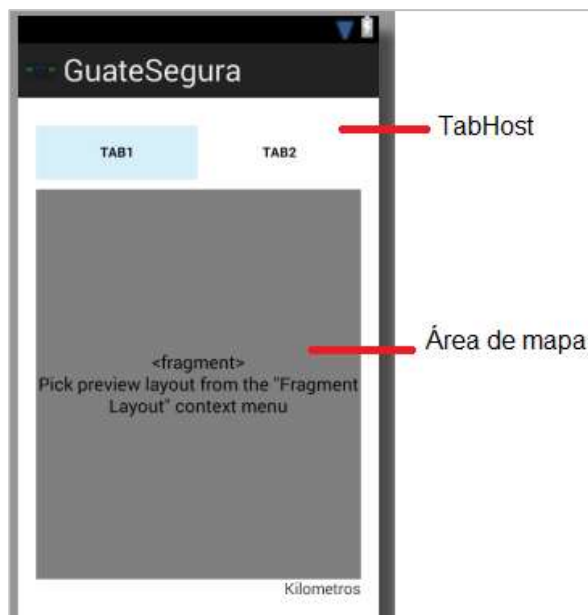 GuateSegura
TabHost
TAB1 TAB2
Área de mapa
<fragment>
Pick preview layout from the "Fragment
Layout" context menu
Kilometros